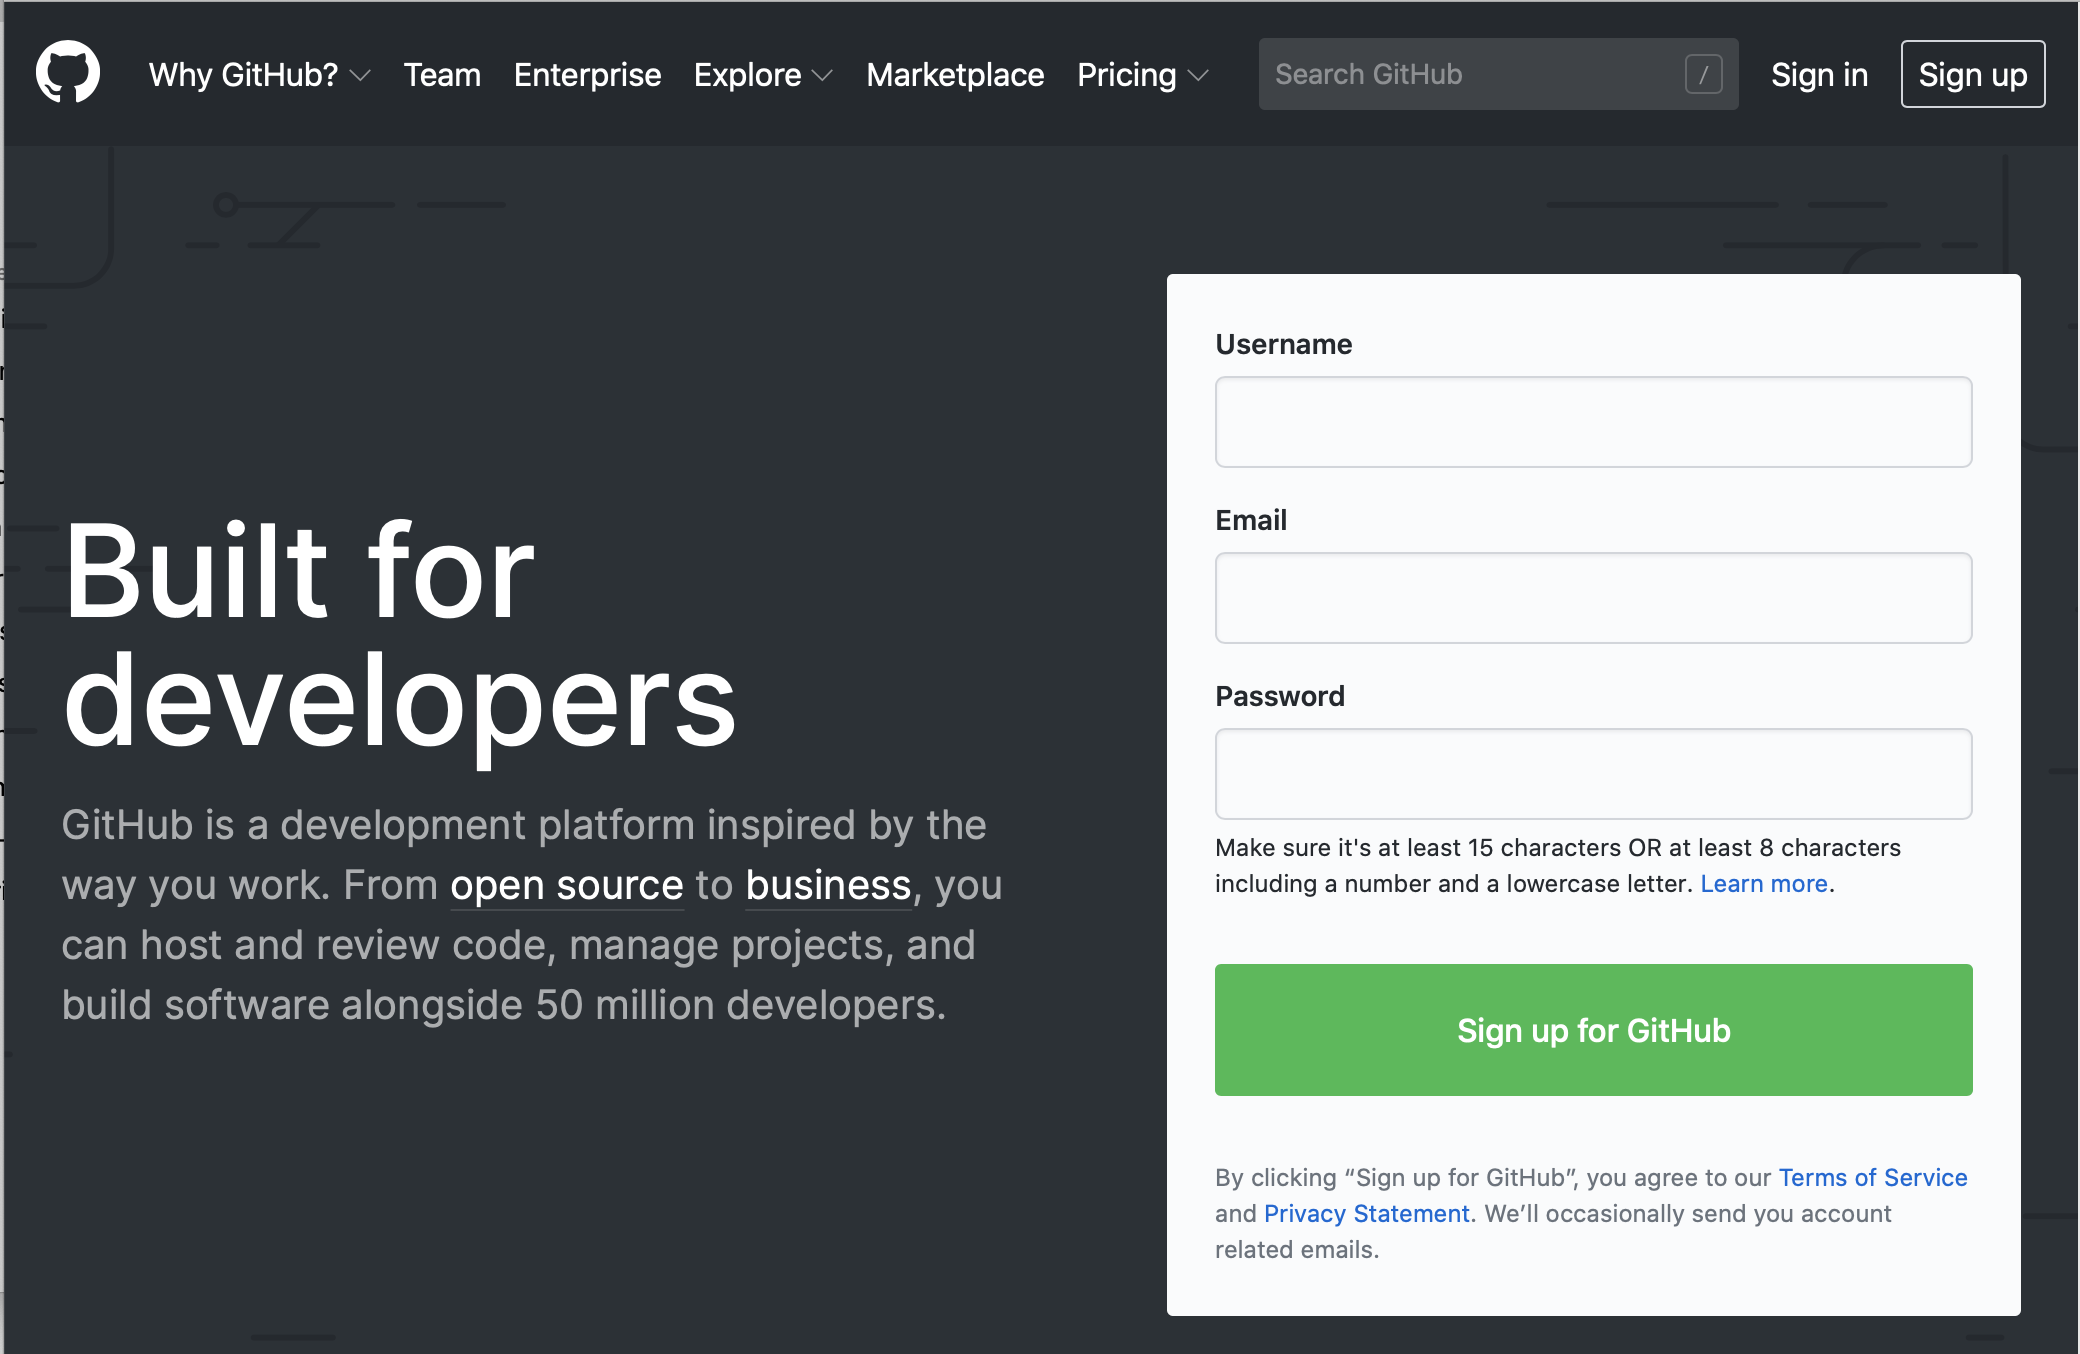 Why GitHub? Team Enterprise Explore Marketplace Pricing Search GitHub / Sign in Sign up
Built for
developers
GitHub is a development platform inspired by the
way you work. From open source to business, you
can host and review code, manage projects, and
build software alongside 50 million developers.
Username
Email
Password
Make sure it's at least 15 characters OR at least 8 characters
including a number and a lowercase letter. Learn more.
Sign up for GitHub
By clicking “Sign up for GitHub”, you agree to our Terms of Service
and Privacy Statement. We’ll occasionally send you account
related emails.